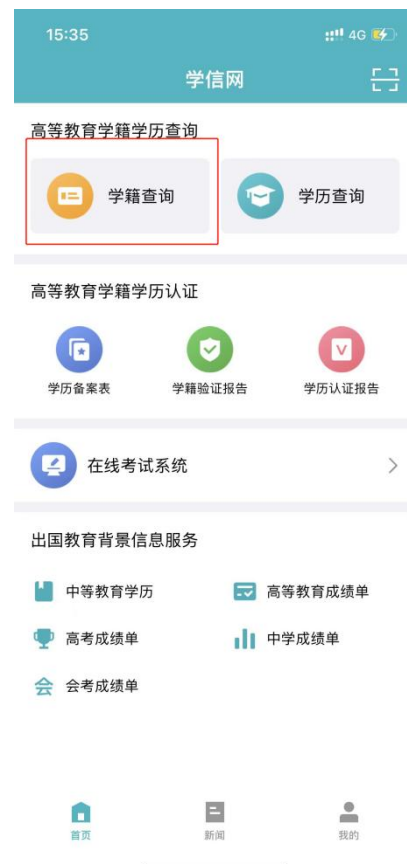 15:35
4G
学信网
高等教育学籍学历查询
学籍查询
学历查询
高等教育学籍学历认证
学历备案表
学籍验证报告
V
学历认证报告
在线考试系统
出国教育背景信息服务
中等教育学历
高等教育成绩单
高考成绩单
中学成绩单
会
会考成绩单
首页
新闻
我的